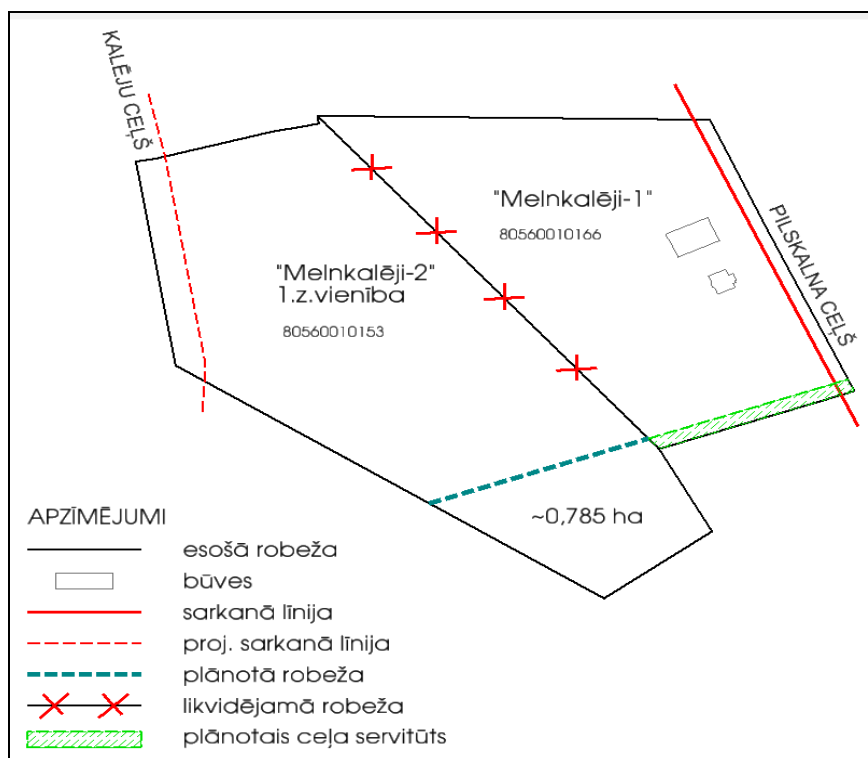 KALĒJU CEĻŠ
"Melnkalēji-1"
80560010166
PILSKALNA CEĻŠ
"Melnkalēji-2"
1.z.vienība
80560010153
~0,785 ha
APZĪMĒJUMI
esošā robeža
būves
sarkanā līnija
proj. sarkanā līnija
plānotā robeža
likvidējamā robeža
plānotais ceļa servitūts